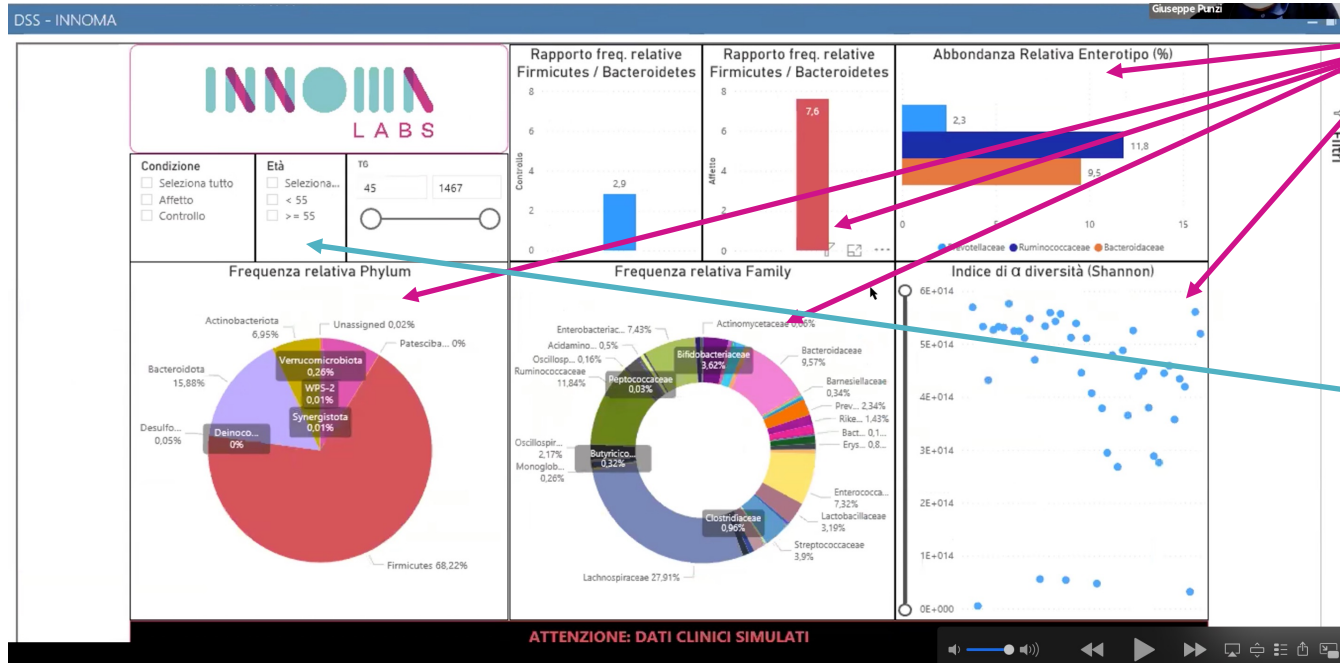 DSS - INNOMA
Giuseppe Punzi
INNOMA
LABS
Condizione
Seleziona tutto
Affetto
Controllo
Età
Seleziona...
< 55
>= 55
TG
45
1467
Rapporto freq. relative
Firmicutes / Bacteroidetes
8
6
4
2
0
Controllo
2,9
Rapporto freq. relative
Firmicutes / Bacteroidetes
8
6
4
2
0
Affetto
7,6
Abbondanza Relativa Enterotipo (%)
2,3
11,8
9,5
0
10
15
Ruminococcaceae
Bacteroidaceae
Frequenza relativa Phylum
Actinobacteriota
6,95%
Unassigned 0,02%
Patesciba... 0%
Bacteroidota
15,88%
Verrucomicrobiota
0,26%
WPS-2
0,01%
Synergistota
0,01%
Desulfo...
0,05%
Deinoco...
0%
Firmicutes 68,22%
Frequenza relativa Family
Enterobacteriac... 7,43%
Acidamino... 0,5%
Oscillosp... 0,16%
Ruminococcaceae
11,84%
Peptococcaceae
0,03%
Oscillospir...
2,17%
Monoglob...
0,26%
Butyricico...
0,32%
Lachnospiraceae 27,91%
Clostridiaceae
0,96%
Bifidobacteriaceae
3,62%
Actinomycetaceae 0,06%
Bacteroidaceae
9,57%
Barnesiellaceae
0,34%
Prev... 2,34%
Rike... 1,43%
Bact... 0,1...
Erys... 0,8...
Enterococca...
7,32%
Lactobacillaceae
3,19%
Streptococcaceae
3,9%
Indice di α diversità (Shannon)
6E+014
5E+014
4E+014
3E+014
2E+014
1E+014
0E+000
ATTENZIONE: DATI CLINICI SIMULATI